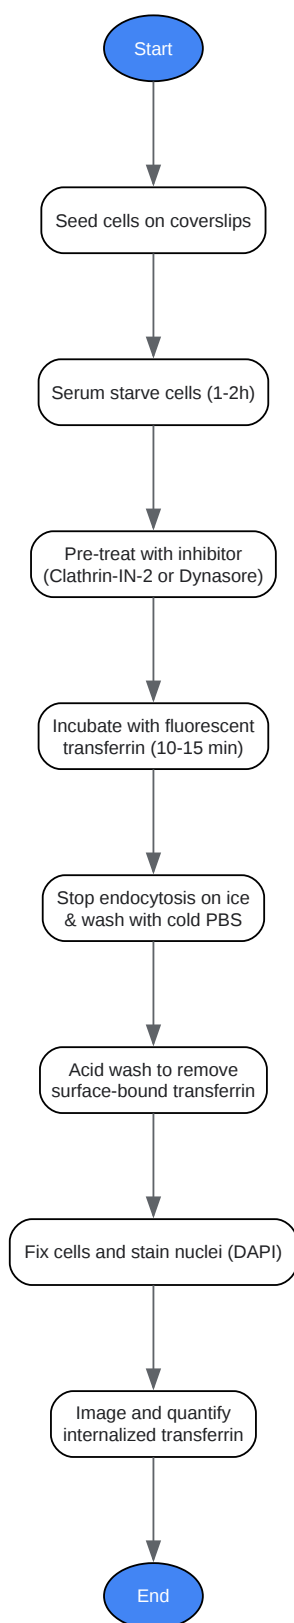 Start
Seed cells on coverslips
Serum starve cells (1-2h)
Pre-treat with inhibitor
(Clathrin-IN-2 or Dynasore)
Incubate with fluorescent
transferrin (10-15 min)
Stop endocytosis on ice
& wash with cold PBS
Acid wash to remove
surface-bound transferrin
Fix cells and stain nuclei (DAPI)
Image and quantify
internalized transferrin
End